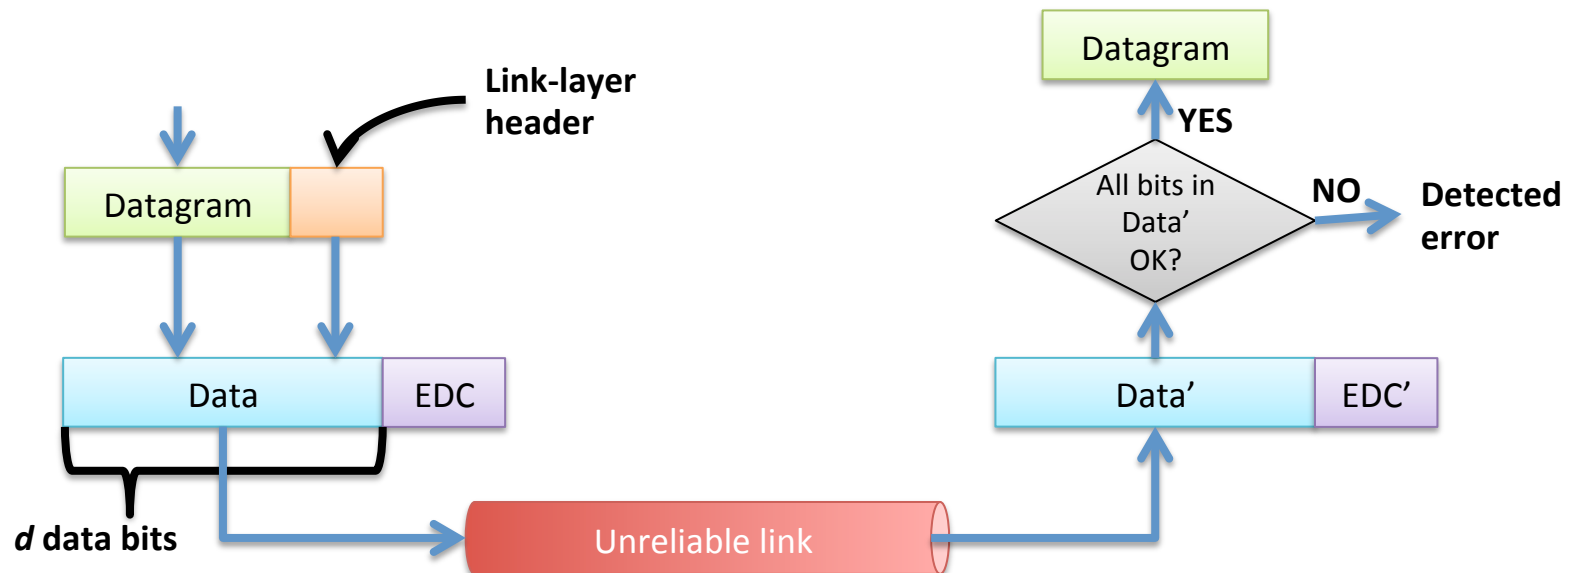 Link-layer
header
Datagram
Data
EDC
d data bits
Unreliable link
Datagram
YES
All bits in
Data’
OK?
NO
Detected
error
Data’
EDC’